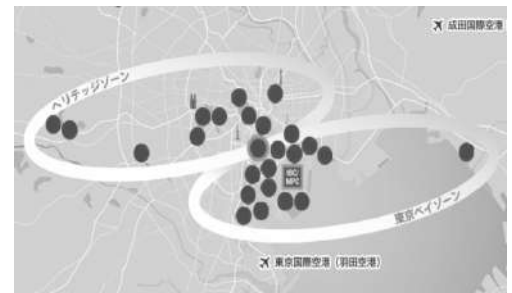 成田国際空港
ヘリテッジゾーン
IBC/
MPC
東京ベイゾーン
東京国際空港（羽田空港）